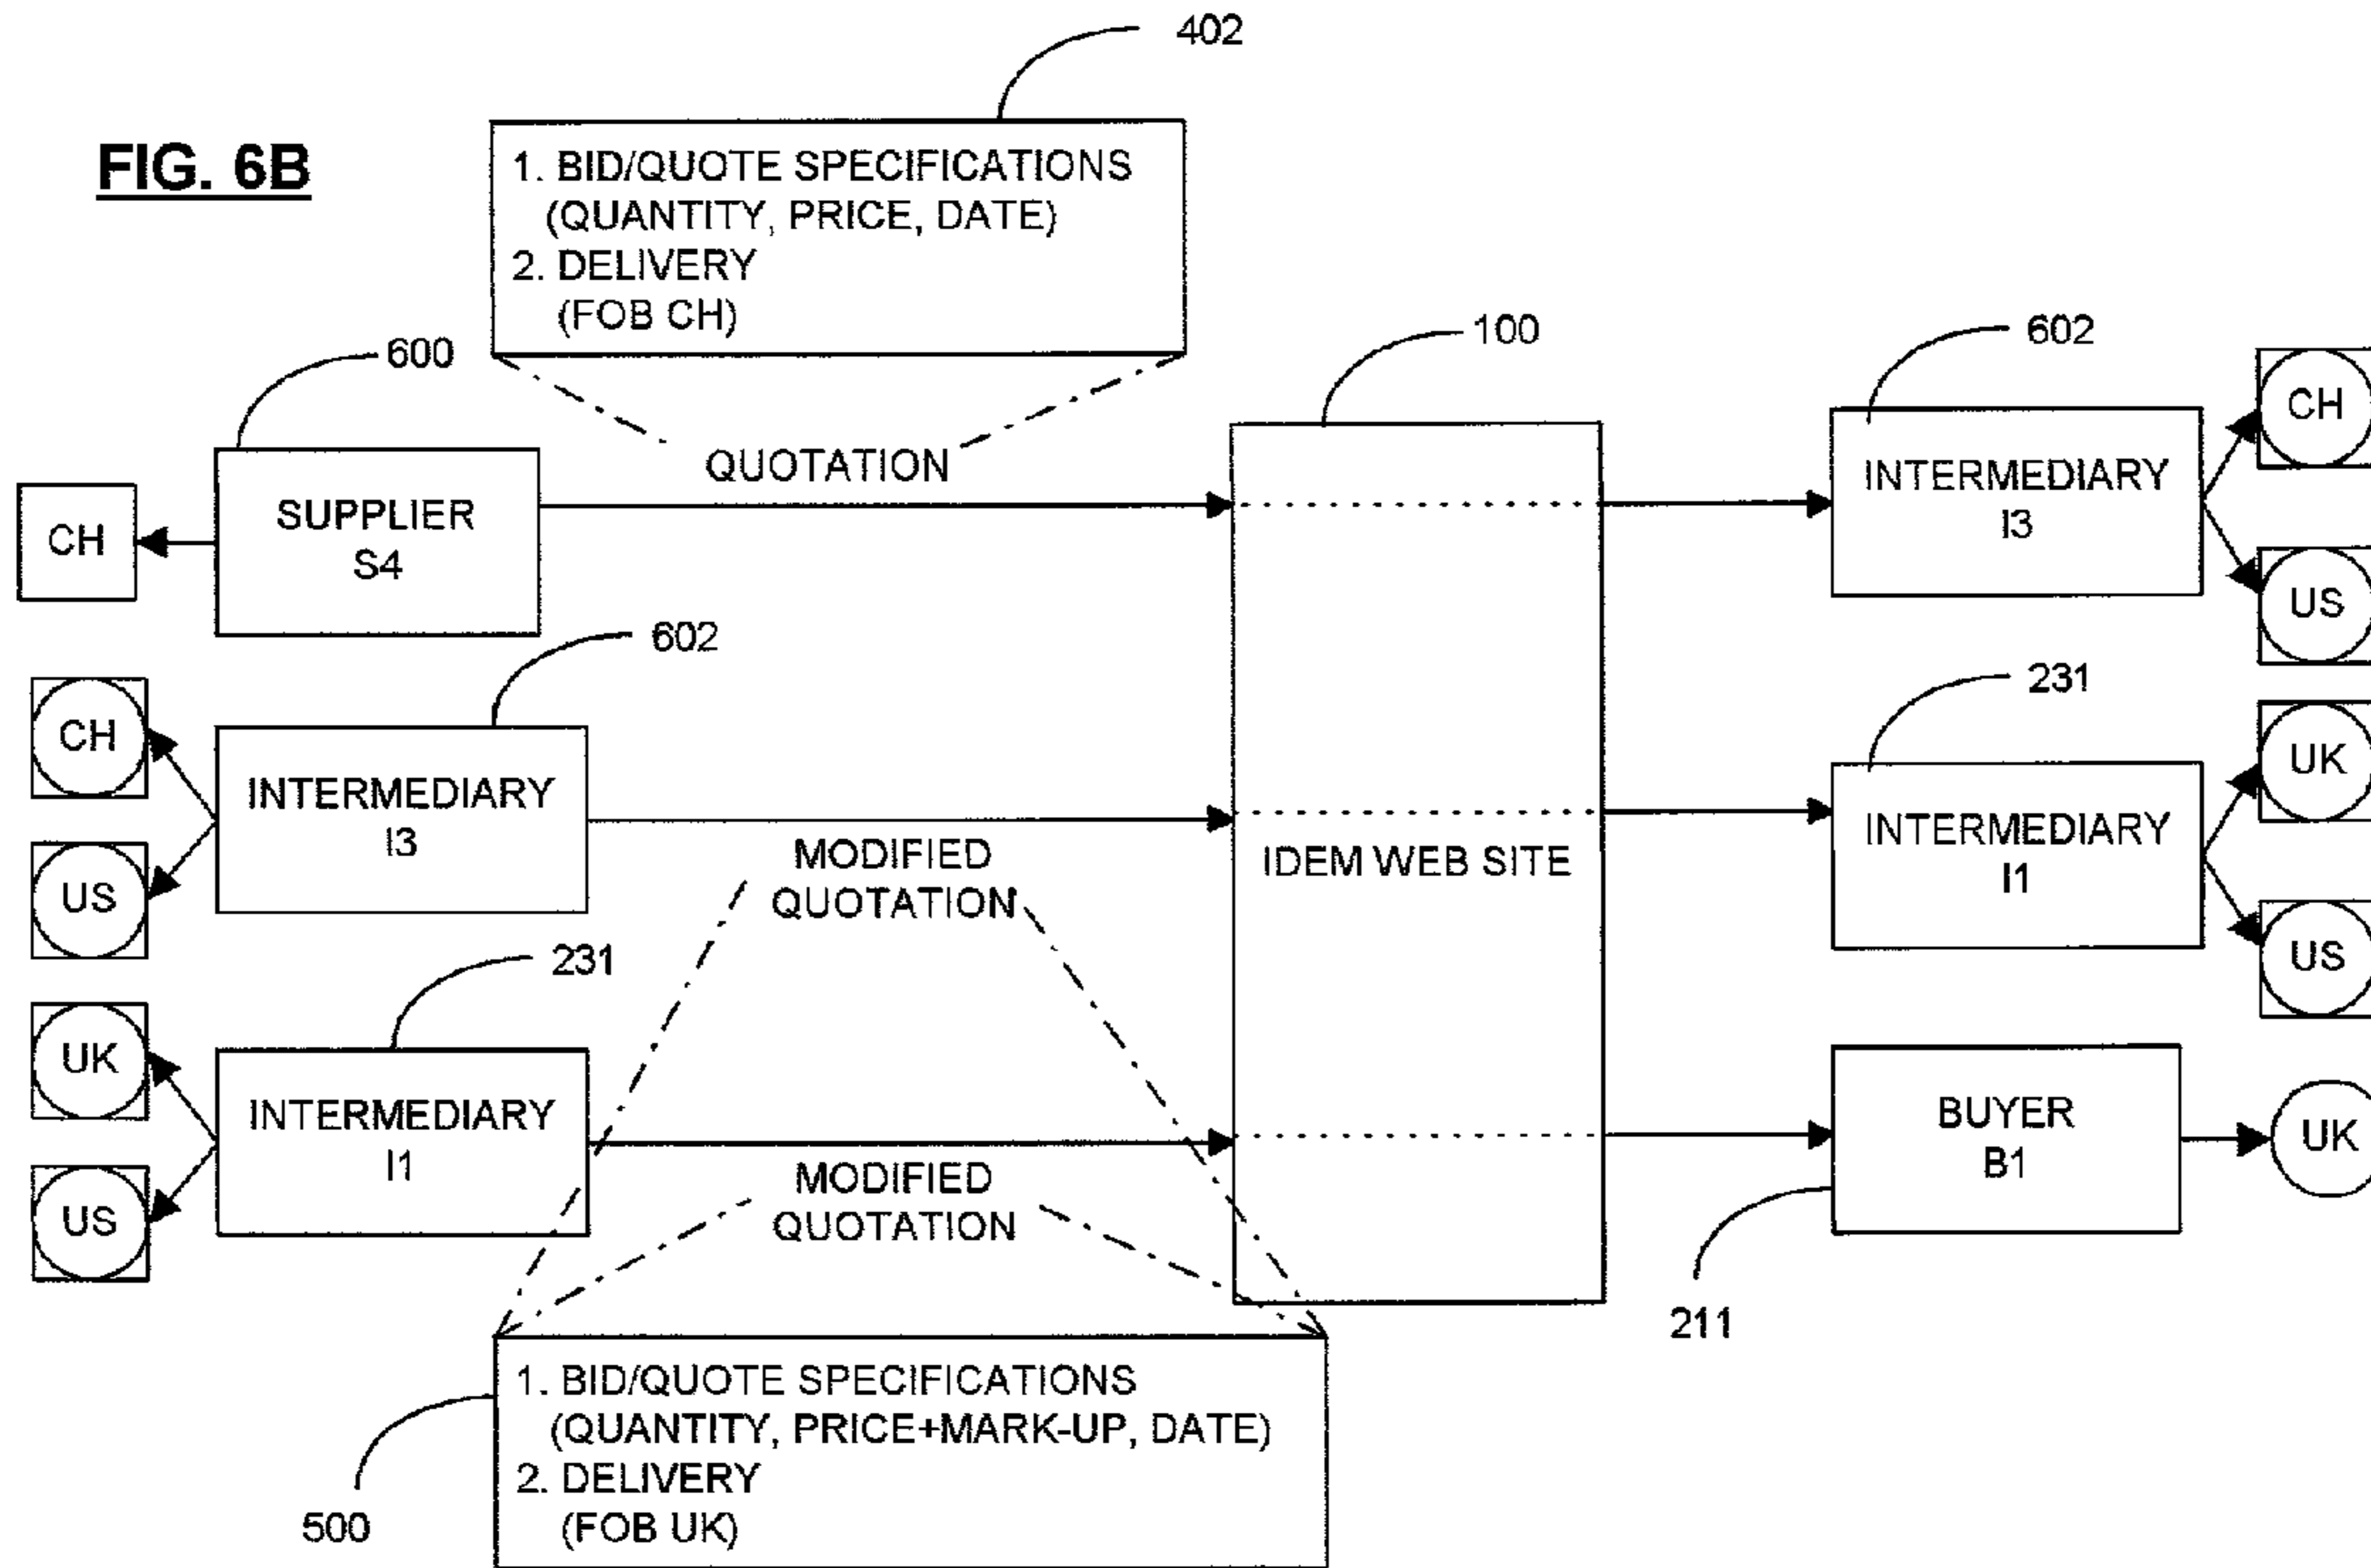 402
FIG. 6B
1. BID/QUOTE SPECIFICATIONS
(QUANTITY, PRICE, DATE)
2. DELIVERY
(FOB CH)
600
100
602
CH
QUOTATION
CH
SUPPLIER
S4
INTERMEDIARY
I3
US
602
231
CH
US
INTERMEDIARY
I3
MODIFIED
QUOTATION
IDEM WEB SITE
UK
INTERMEDIARY
I1
US
231
UK
US
INTERMEDIARY
I1
MODIFIED
QUOTATION
BUYER
B1
UK
211
1. BID/QUOTE SPECIFICATIONS
(QUANTITY, PRICE+MARK-UP, DATE)
2. DELIVERY
(FOB UK)
500